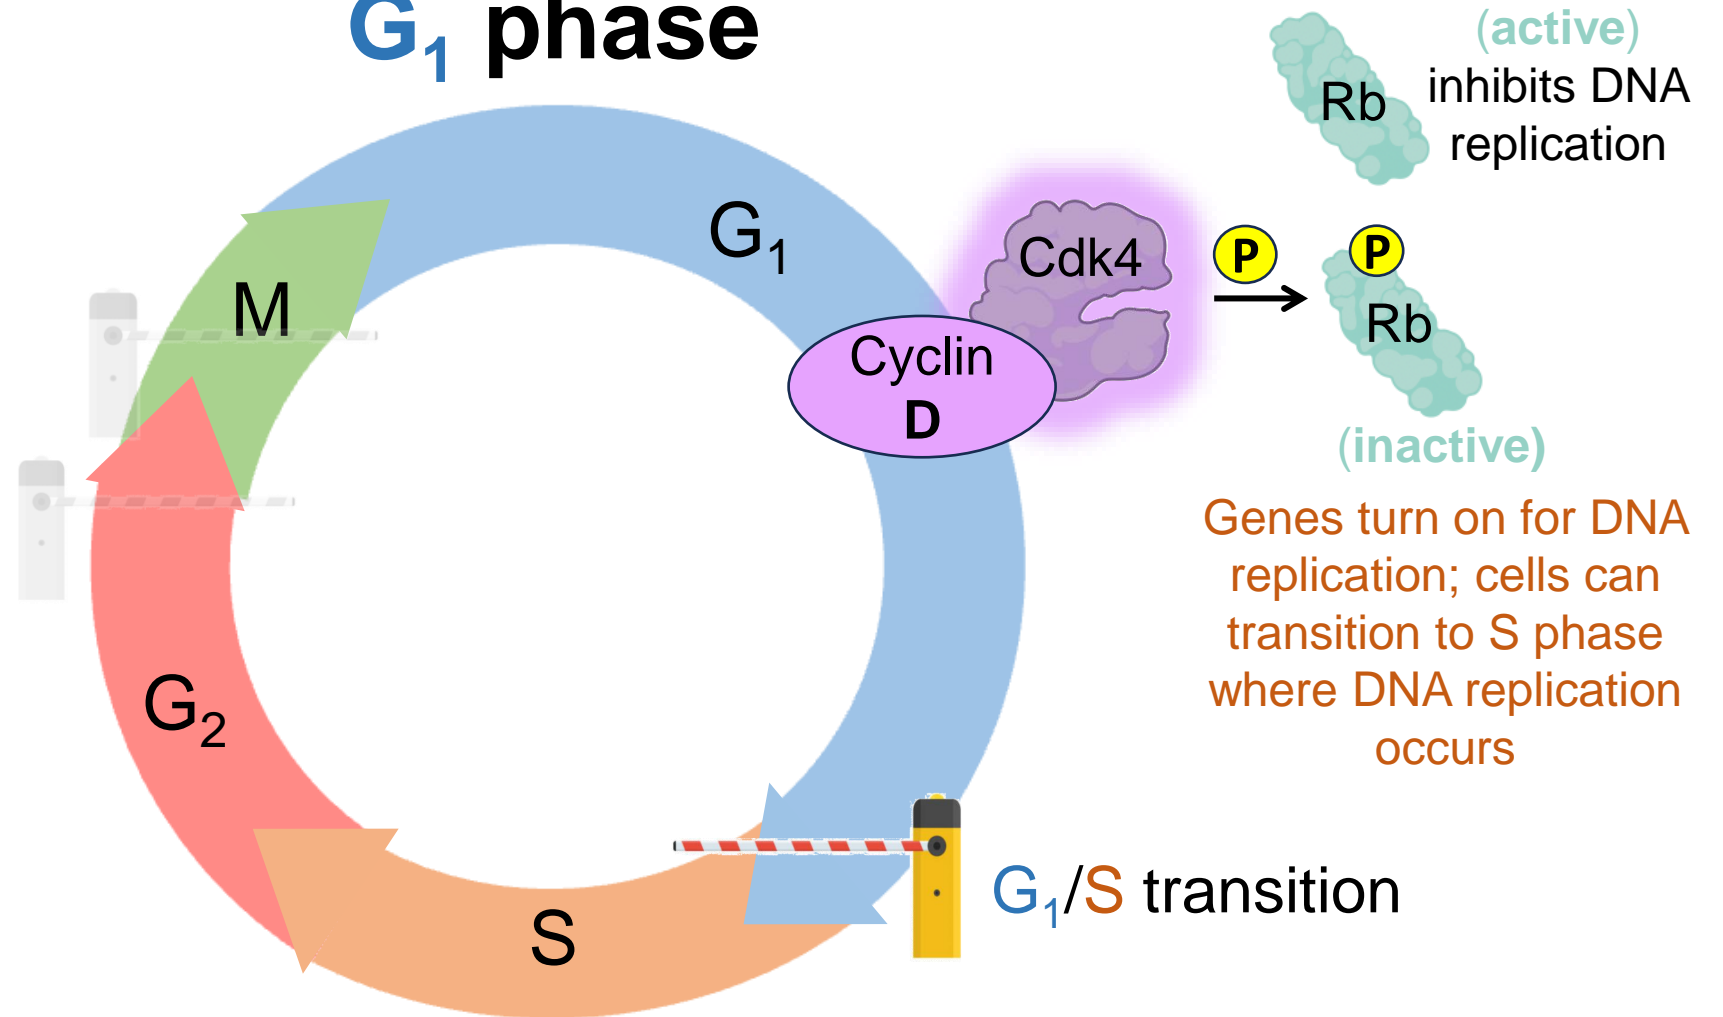 G₁ phase
(active)
inhibits DNA
replication
Rb
G₁
Cdk4
P
P
Rb
Cyclin
D
(inactive)
M
Genes turn on for DNA
replication; cells can
transition to S phase
where DNA replication
occurs
G₂
G₁/S transition
S